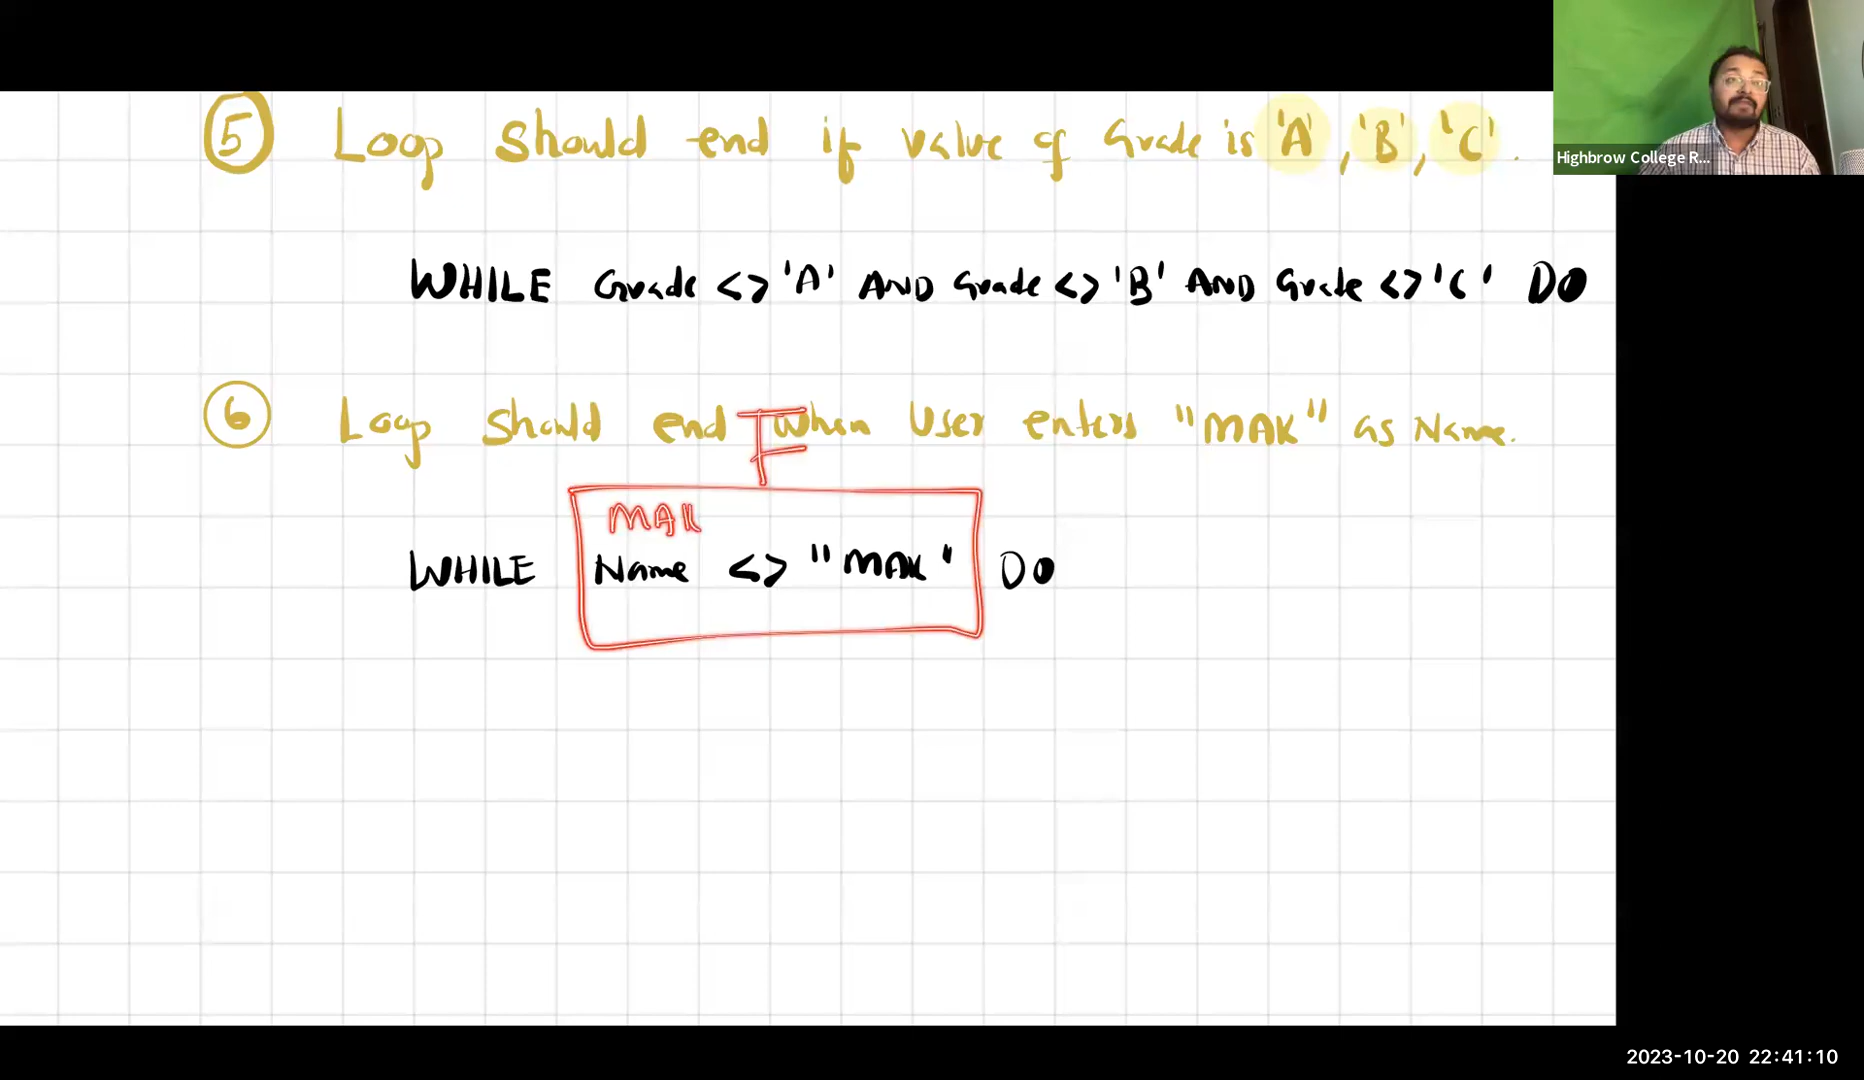 ⑤ Loop should end if value of Grade is 'A', 'B', 'C'.
Highbrow College R...
WHILE Grade <> 'A' AND Grade <> 'B' AND Grade <> 'C' DO
⑥ Loop should end when User enters "MAK" as Name.
F
MAK
WHILE Name <> "MAK" DO
2023-10-20 22:41:10